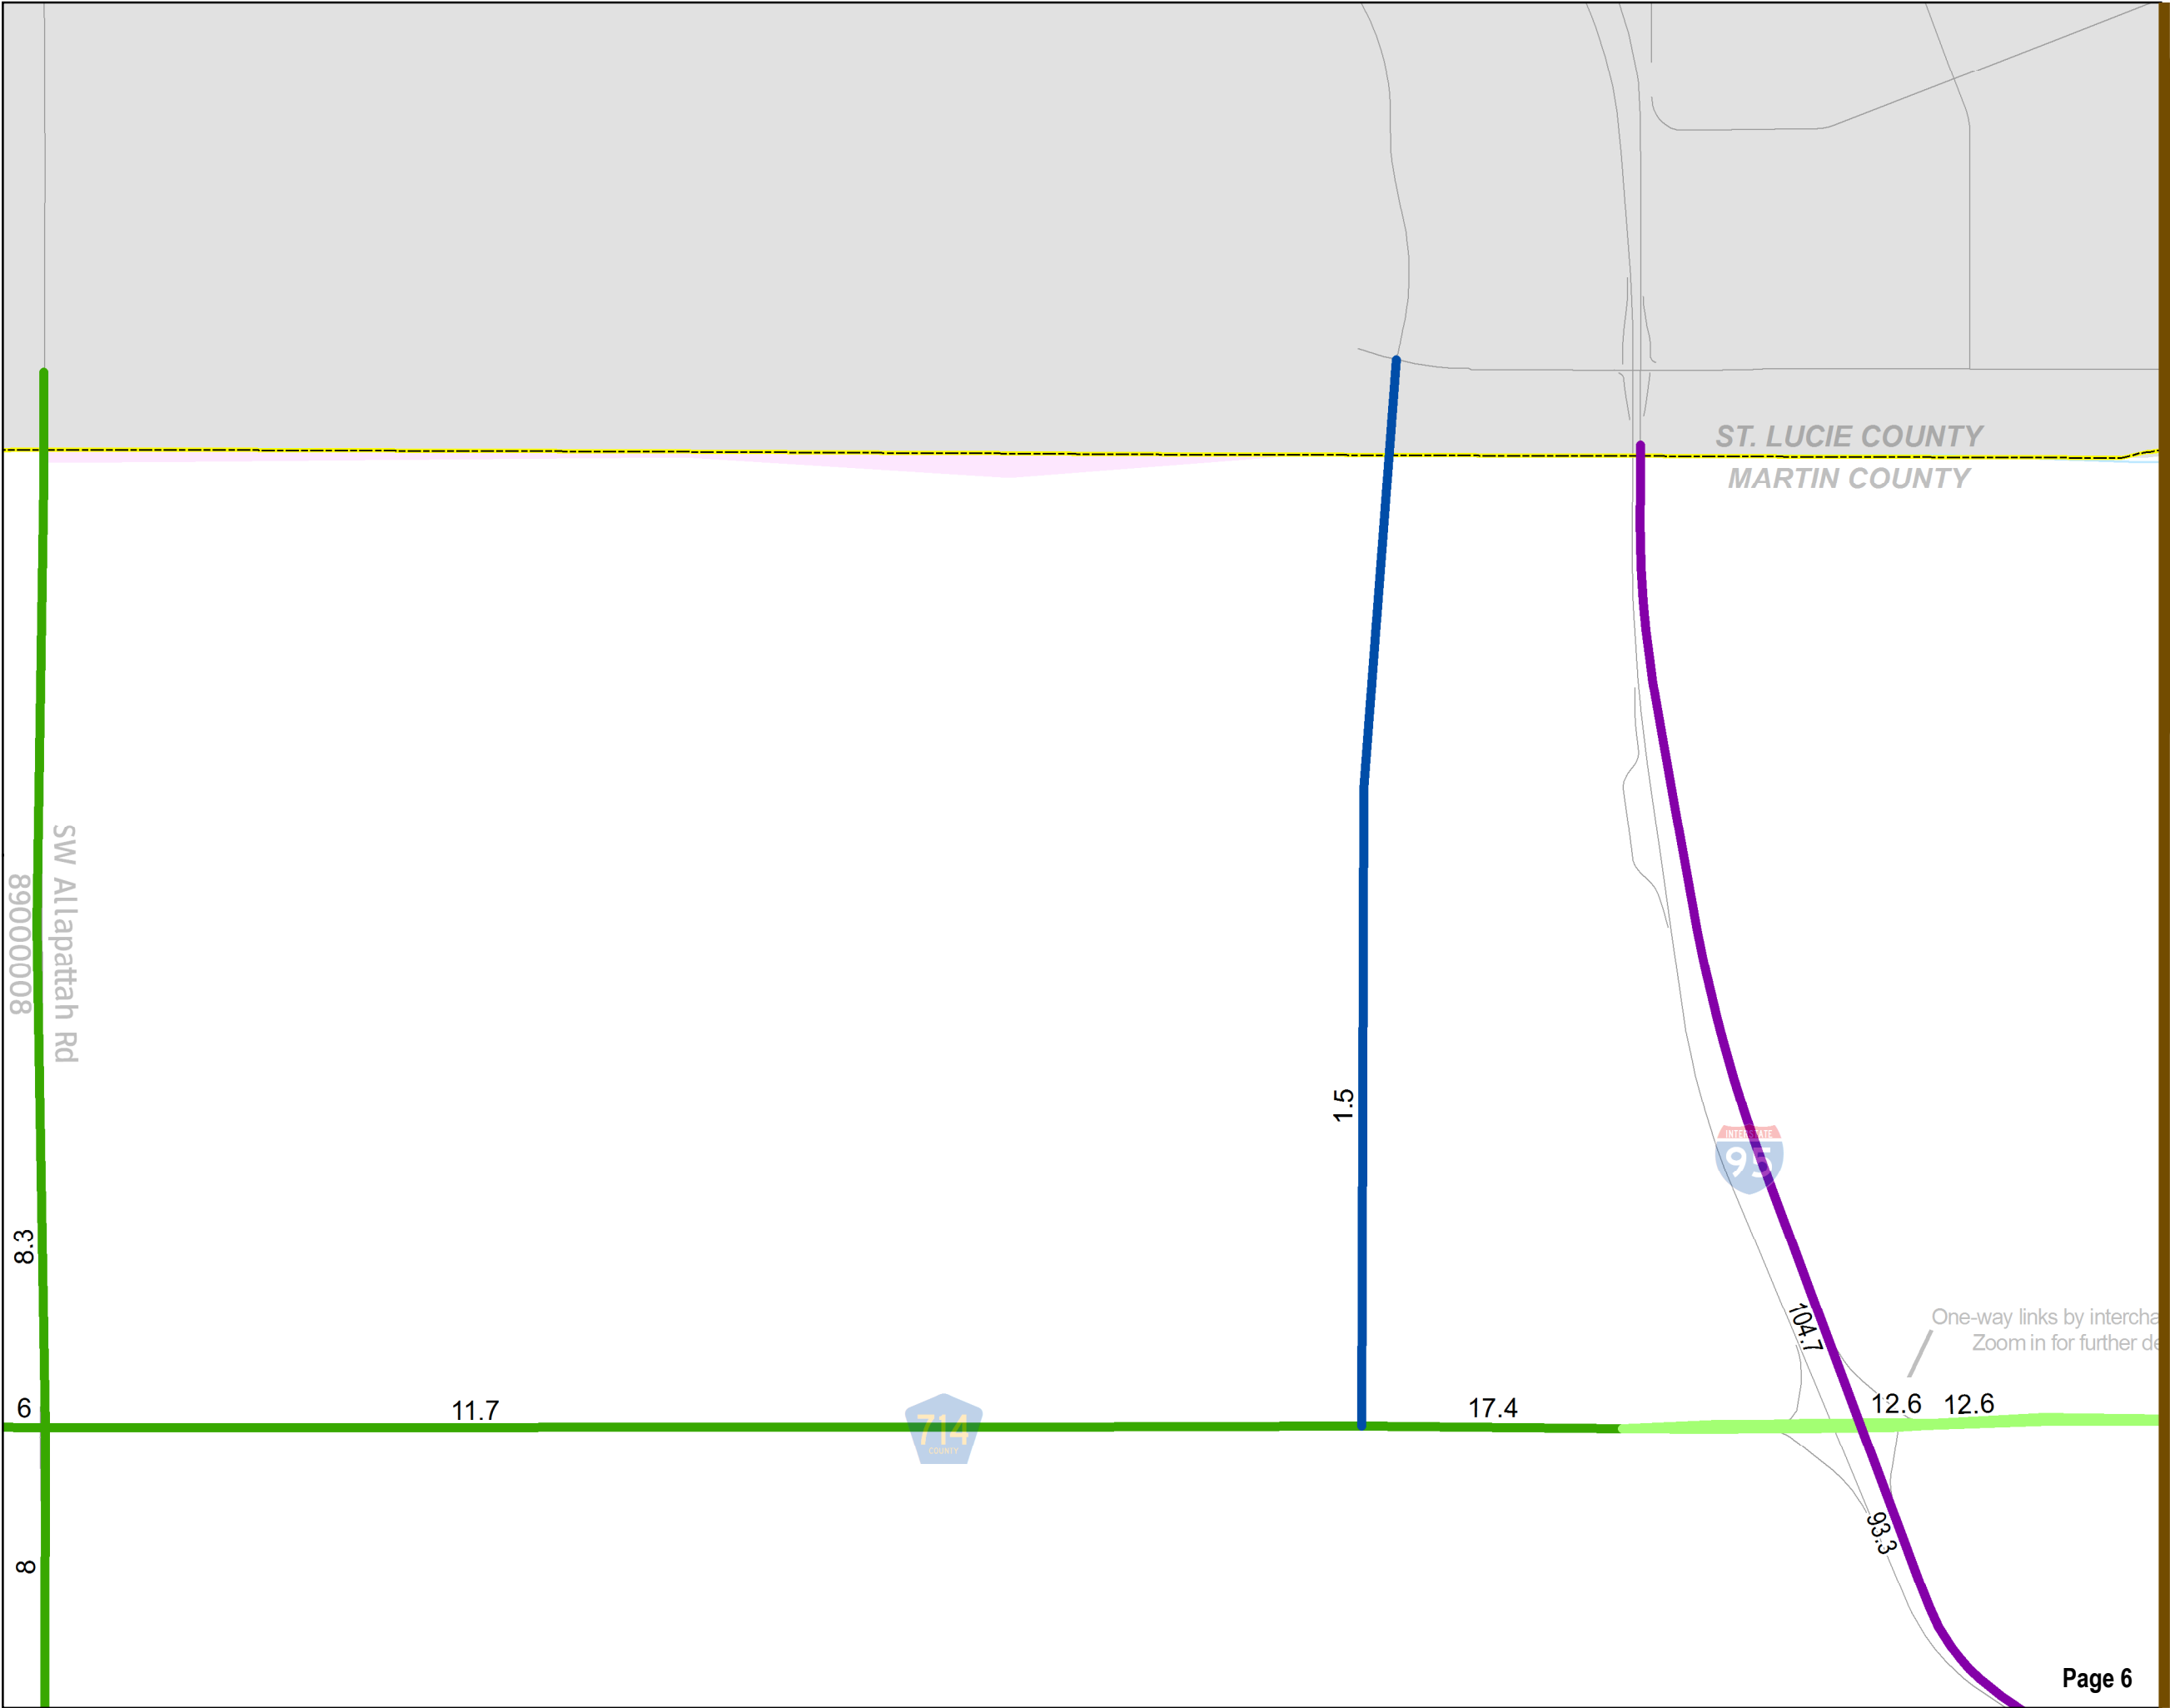 ST. LUCIE COUNTY
MARTIN COUNTY
SW Allapattah Rd
89000008
1.5
INTERSTATE
95
8.3
104.7
One-way links by intercha
Zoom in for further de
6
11.7
714
COUNTY
17.4
12.6
12.6
93.3
8
Page 6